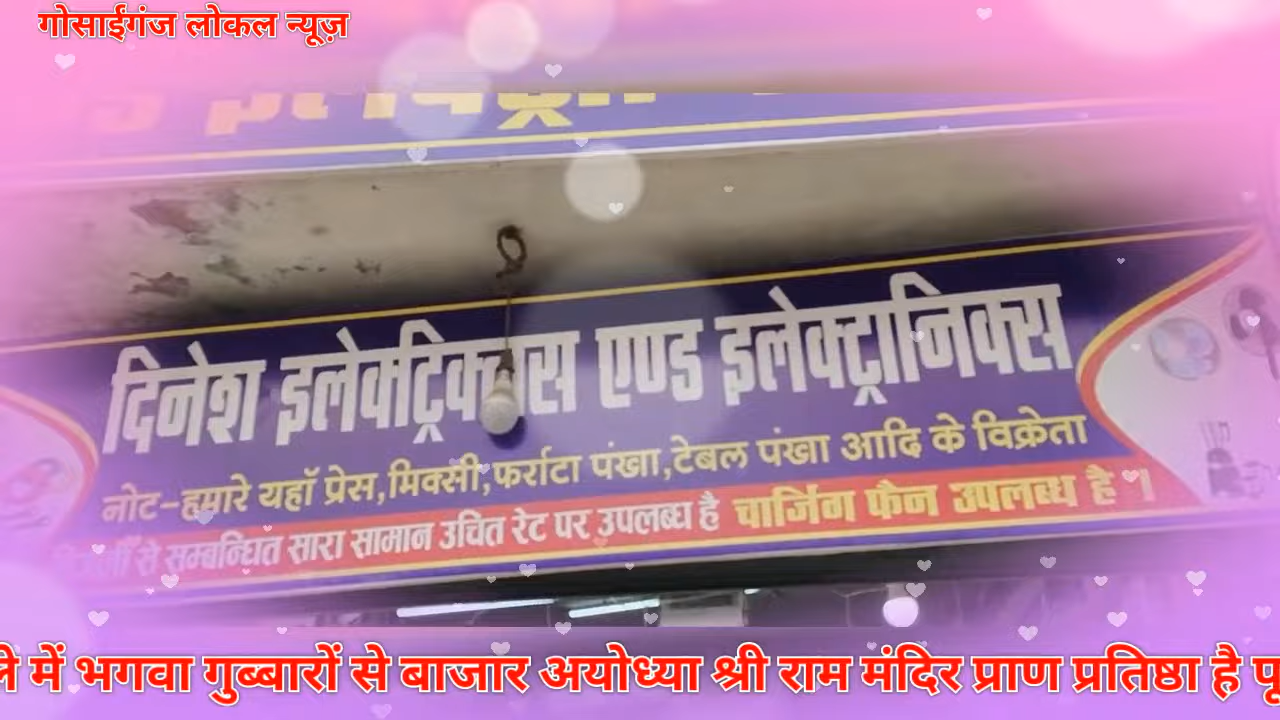 गोसाईंगंज लोकल न्यूज़
दिनेश इलेक्ट्रिकल्स एण्ड इलेक्ट्रानिक्स
नोट-हमारे यहॉ प्रेस,मिक्सी,फर्राटा पंखा,टेबल पंखा आदि के विक्रेता
से सम्बन्धित सारा सामान उचित रेट पर उपलब्ध है चार्जिंग फैन उपलब्ध है ।
में भगवा गुब्बारों से बाजार अयोध्या श्री राम मंदिर प्राण प्रतिष्ठा है